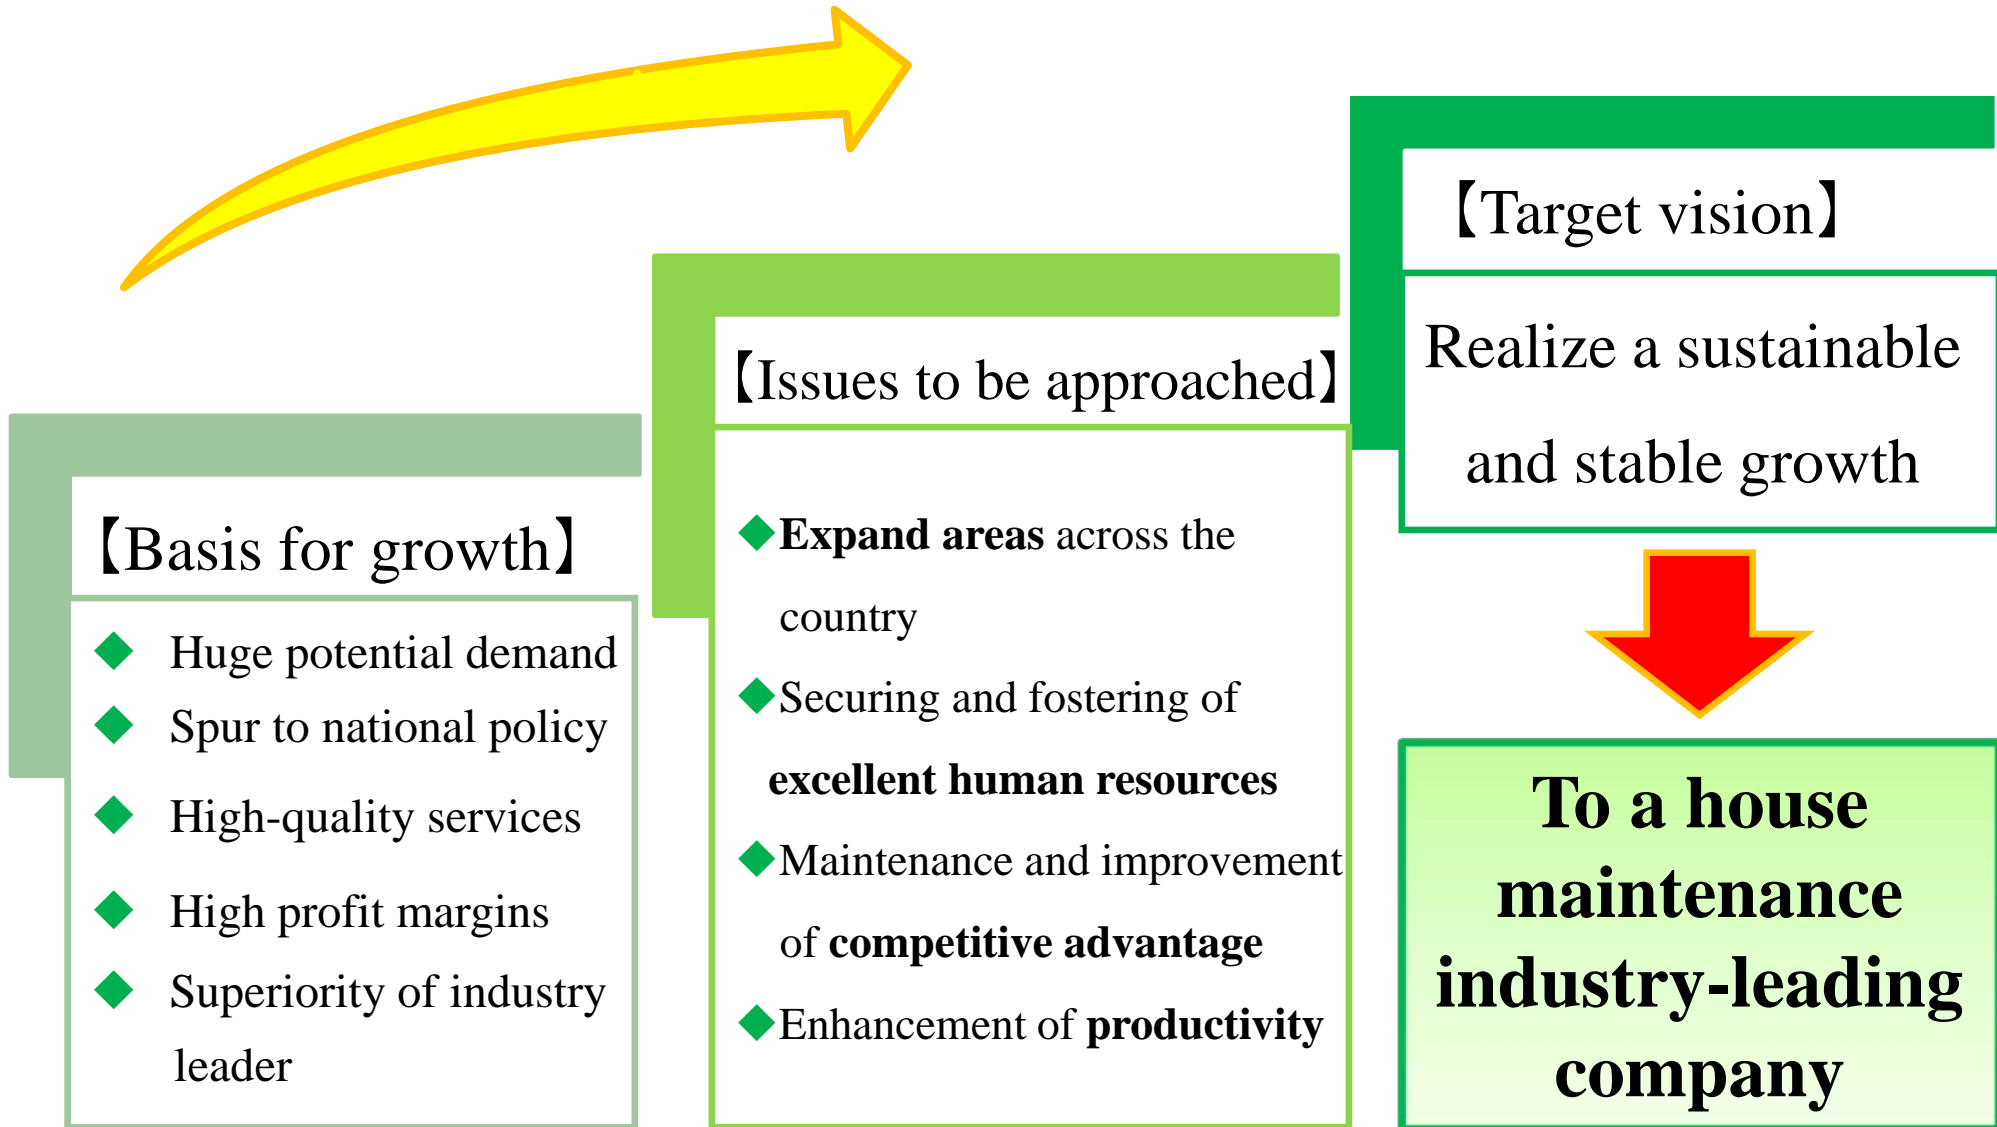 【Basis for growth】
◆ Huge potential demand
◆ Spur to national policy
◆ High-quality services
◆ High profit margins
◆ Superiority of industry
leader
【Issues to be approached】
◆Expand areas across the
country
◆Securing and fostering of
excellent human resources
◆Maintenance and improvement
of competitive advantage
◆Enhancement of productivity
【Target vision】
Realize a sustainable
and stable growth
To a house
maintenance
industry-leading
company